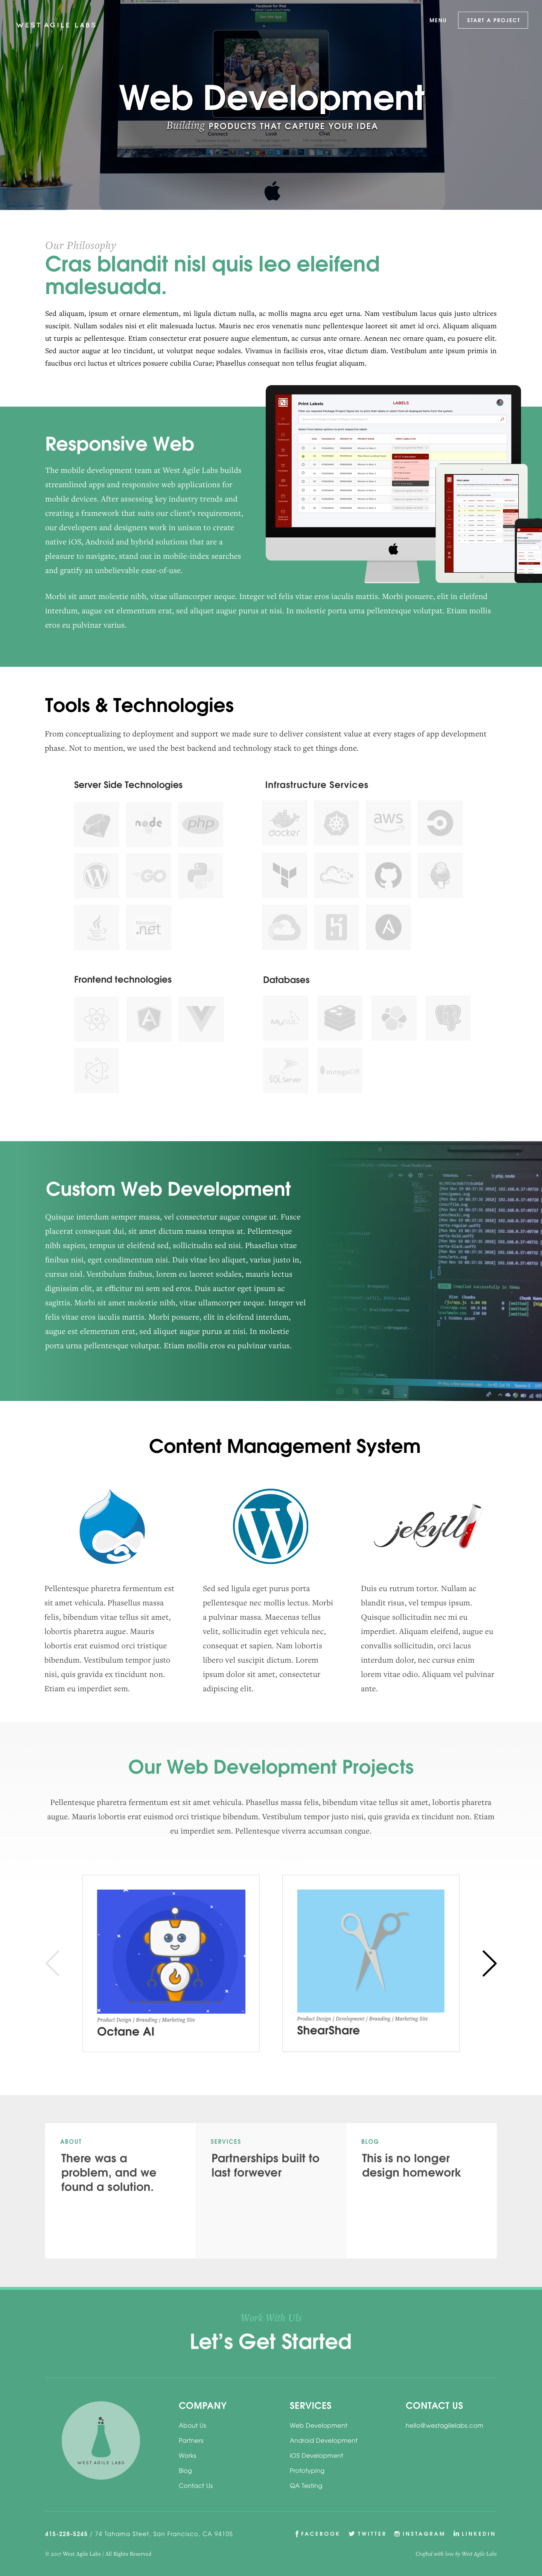 WEST AGILE LABS
MENU
START A PROJECT
Web Development
Building PRODUCTS THAT CAPTURE YOUR IDEA
Our Philosophy
Cras blandit nisl quis leo eleifend
malesuada.
Sed aliquam, ipsum et ornare elementum, mi ligula dictum nulla, ac mollis magna arcu eget urna. Nam vestibulum lacus quis justo ultrices
suscipit. Nullam sodales nisi et elit malesuada luctus. Mauris nec eros venenatis nunc pellentesque laoreet sit amet id orci. Aliquam aliquam
ut turpis ac pellentesque. Etiam consectetur erat posuere augue elementum, ac cursus ante ornare. Aenean nec ornare quam, eu posuere elit.
Sed auctor augue at leo tincidunt, ut volutpat neque sodales. Vivamus in facilisis eros, vitae dictum diam. Vestibulum ante ipsum primis in
faucibus orci luctus et ultrices posuere cubilia Curae; Phasellus consequat non tellus feugiat aliquam.
Print Labels
LABELS
Responsive Web
The mobile development team at West Agile Labs builds
streamlined apps and responsive web applications for
mobile devices. After assessing key industry trends and
creating a framework that suits our client's requirement,
our developers and designers work in unison to create
native iOS, Android and hybrid solutions that are a
pleasure to navigate, stand out in mobile-index searches
and gratify an unbelievable ease-of-use.
Morbi sit amet molestie nibh, vitae ullamcorper neque. Integer vel felis vitae eros iaculis mattis. Morbi posuere, elit in eleifend
interdum, augue est elementum erat, sed aliquet augue purus at nisi. In molestie porta urna pellentesque volutpat. Etiam mollis
eros eu pulvinar varius.
Tools & Technologies
From conceptualizing to deployment and support we made sure to deliver consistent value at every stages of app development
phase. Not to mention, we used the best backend and technology stack to get things done.
Server Side Technologies
Infrastructure Services
node
php
docker
aws
GO
Java
Microsoft
.net
Frontend technologies
Databases
MySQL
SQL Server
mongoDB
Custom Web Development
Quisque interdum semper massa, vel consectetur augue congue ut. Fusce
placerat consequat dui, sit amet dictum massa tempus at. Pellentesque
nibh sapien, tempus ut eleifend sed, sollicitudin sed nisi. Phasellus vitae
finibus nisi, eget condimentum nisi. Duis vitae leo aliquet, varius justo in,
cursus nisl. Vestibulum finibus, lorem eu laoreet sodales, mauris lectus
dignissim elit, at efficitur mi sem sed eros. Duis auctor eget ipsum ac
sagittis. Morbi sit amet molestie nibh, vitae ullamcorper neque. Integer vel
felis vitae eros iaculis mattis. Morbi posuere, elit in eleifend interdum,
augue est elementum erat, sed aliquet augue purus at nisi. In molestie
porta urna pellentesque volutpat. Etiam mollis eros eu pulvinar varius.
Content Management System
jekyll
Pellentesque pharetra fermentum est
sit amet vehicula. Phasellus massa
felis, bibendum vitae tellus sit amet,
lobortis pharetra augue. Mauris
lobortis erat euismod orci tristique
bibendum. Vestibulum tempor justo
nisi, quis gravida ex tincidunt non.
Etiam eu imperdiet sem.
Sed sed ligula eget purus porta
pellentesque nec mollis lectus. Morbi
a pulvinar massa. Maecenas tellus
velit, sollicitudin eget vehicula nec,
consequat et sapien. Nam lobortis
libero vel suscipit dictum. Lorem
ipsum dolor sit amet, consectetur
adipiscing elit.
Duis eu rutrum tortor. Nullam ac
blandit risus, vel tempus ipsum.
Quisque sollicitudin nec mi eu
imperdiet. Aliquam eleifend, augue eu
convallis sollicitudin, orci lacus
interdum dolor, nec cursus enim
lorem vitae odio. Aliquam vel pulvinar
ante.
Our Web Development Projects
Pellentesque pharetra fermentum est sit amet vehicula. Phasellus massa felis, bibendum vitae tellus sit amet, lobortis pharetra
augue. Mauris lobortis erat euismod orci tristique bibendum. Vestibulum tempor justo nisi, quis gravida ex tincidunt non. Etiam
eu imperdiet sem. Pellentesque viverra accumsan congue.
Product Design / Branding / Marketing Site
Octane AI
Product Design / Development / Branding / Marketing Site
ShearShare
ABOUT
There was a
problem, and we
found a solution.
SERVICES
Partnerships built to
last forwever
BLOG
This is no longer
design homework
Work With Uls
Let's Get Started
WEST AGILE LABS
COMPANY
About Us
Partners
Works
Blog
Contact Us
SERVICES
Web Development
Android Development
iOS Development
Prototyping
QA Testing
CONTACT US
hello@westagilelabs.com
415-228-5245 / 74 Tahama Steet, San Francisco, CA 94105
FACEBOOK
TWITTER
INSTAGRAM
LINKEDIN
© 2017 West Agile Labs / All Rights Reserved
Crafted with love by West Agile Labs